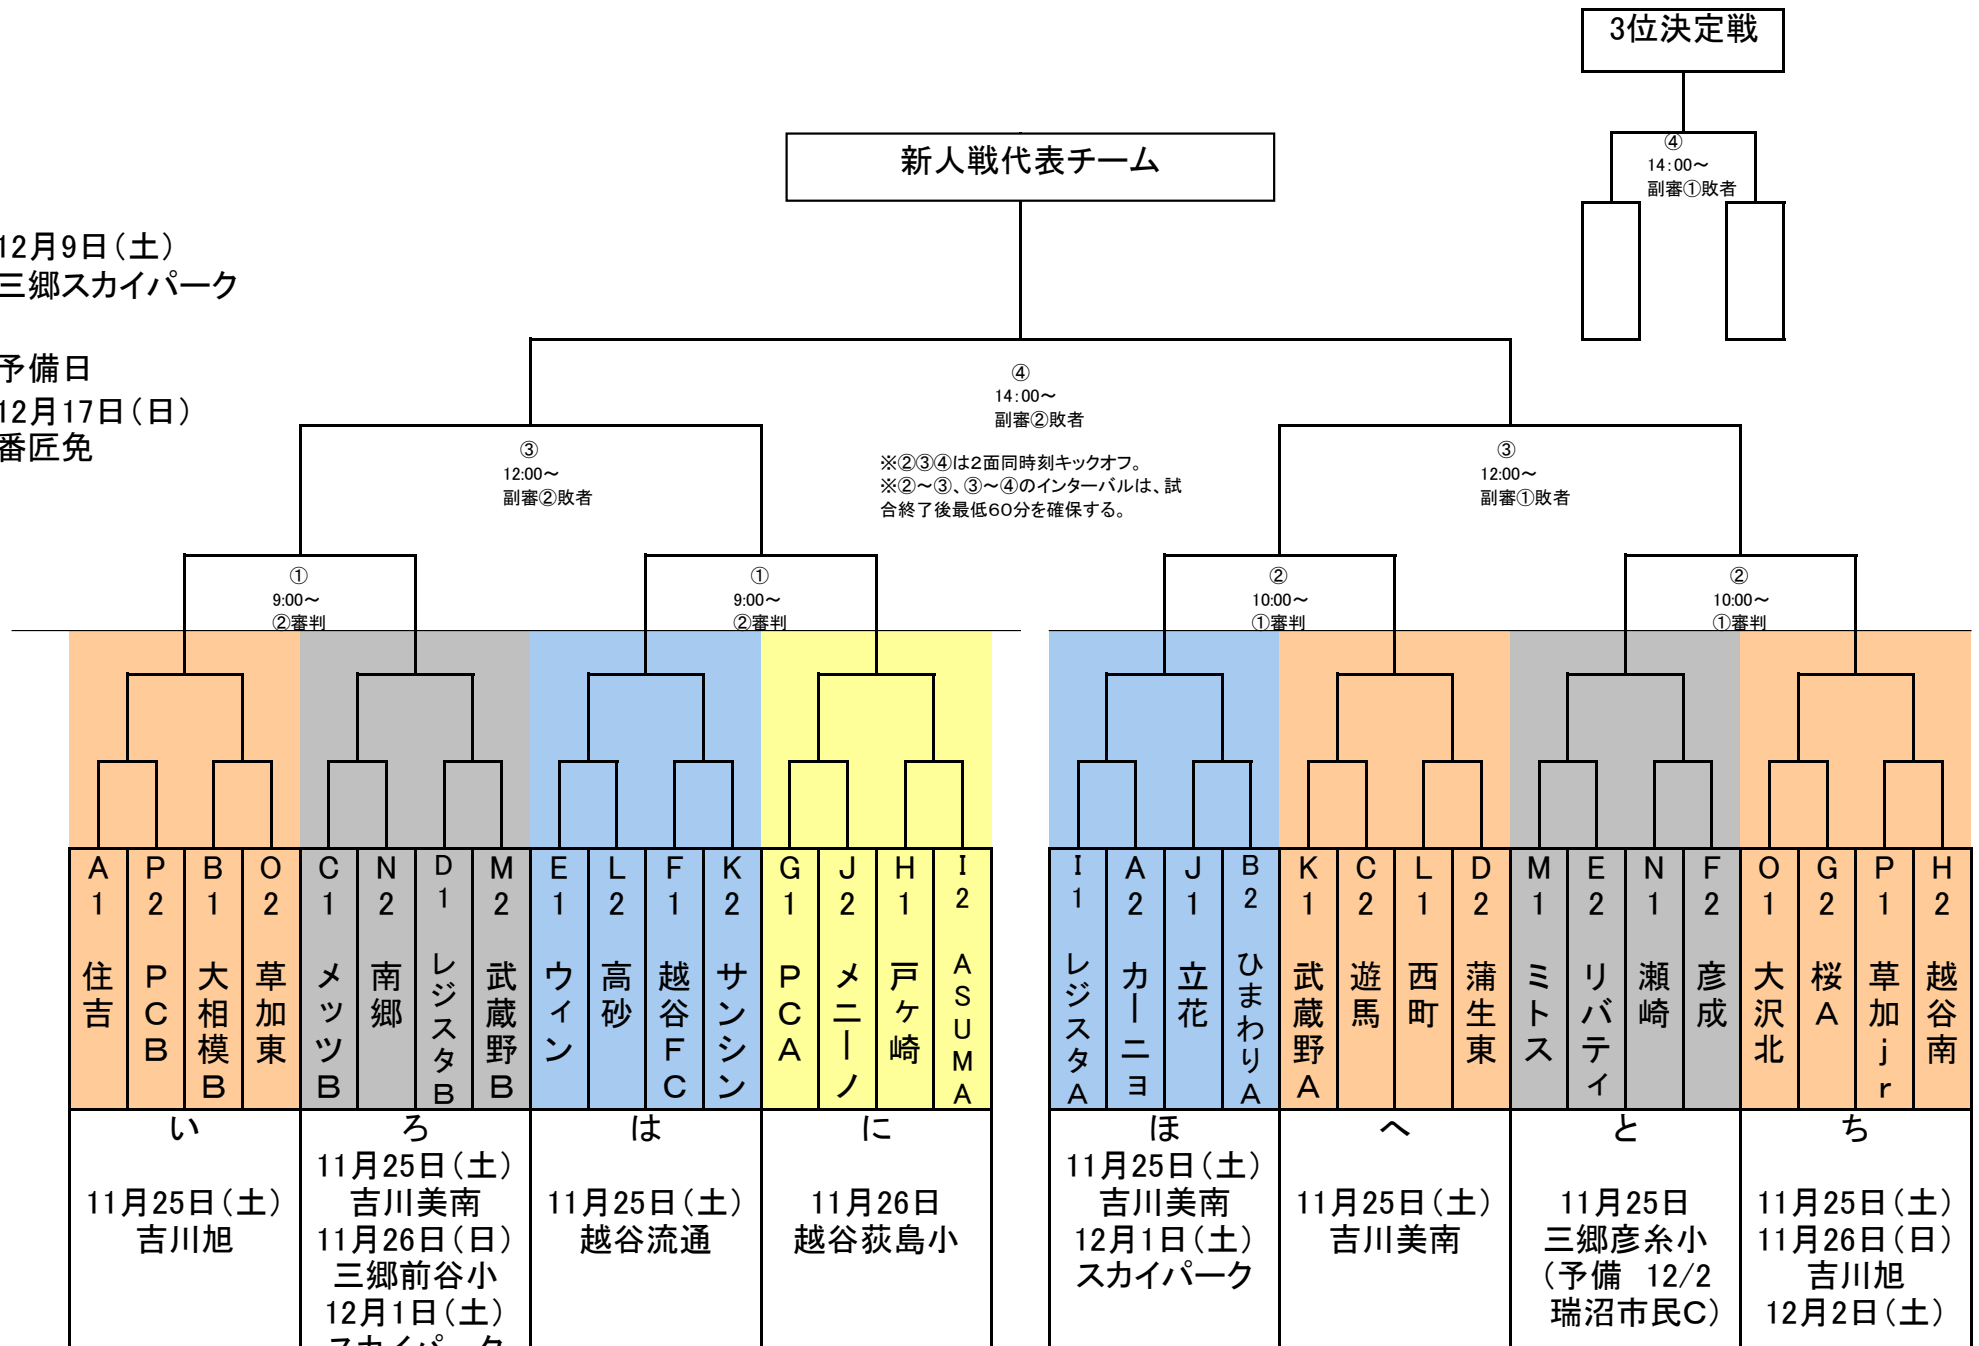 3位決定戦
④
14:00～
副審①敗者
新人戦代表チーム
12月9日(土)
三郷スカイパーク
予備日
12月17日(日)
番匠免
④
14:00～
副審②敗者
※②③④は2面同時刻キックオフ。
※②～③、③～④のインターバルは、試
合終了後最低60分を確保する。
③
12:00～
副審②敗者
③
12:00～
副審①敗者
①
9:00～
②審判
①
9:00～
②審判
②
10:00～
①審判
②
10:00～
①審判
A1 住吉
P2 PCB
B1 大相模B
O2 草加東
C1 メッツB
N2 南郷
D1 レジスタB
M2 武蔵野B
E1 ウィン
L2 高砂
F1 越谷FC
K2 サンシン
G1 PCA
J2 メニーノ
H1 戸ヶ崎
I2 ASUMA
I1 レジスタA
A2 カーニョ
J1 立花
B2 ひまわりA
K1 武蔵野A
C2 遊馬
L1 西町
D2 蒲生東
M1 ミトス
E2 リバティ
N1 瀬崎
F2 彦成
O1 大沢北
G2 桜A
P1 草加jr
H2 越谷南
い
11月25日(土)
吉川旭
ろ
11月25日(土)
吉川美南
11月26日(日)
三郷前谷小
12月1日(土)
スカイパーク
は
11月25日(土)
越谷流通
に
11月26日
越谷荻島小
ほ
11月25日(土)
吉川美南
12月1日(土)
スカイパーク
へ
11月25日(土)
吉川美南
と
11月25日
三郷彦糸小
(予備 12/2
瑞沼市民C)
ち
11月25日(土)
11月26日(日)
吉川旭
12月2日(土)